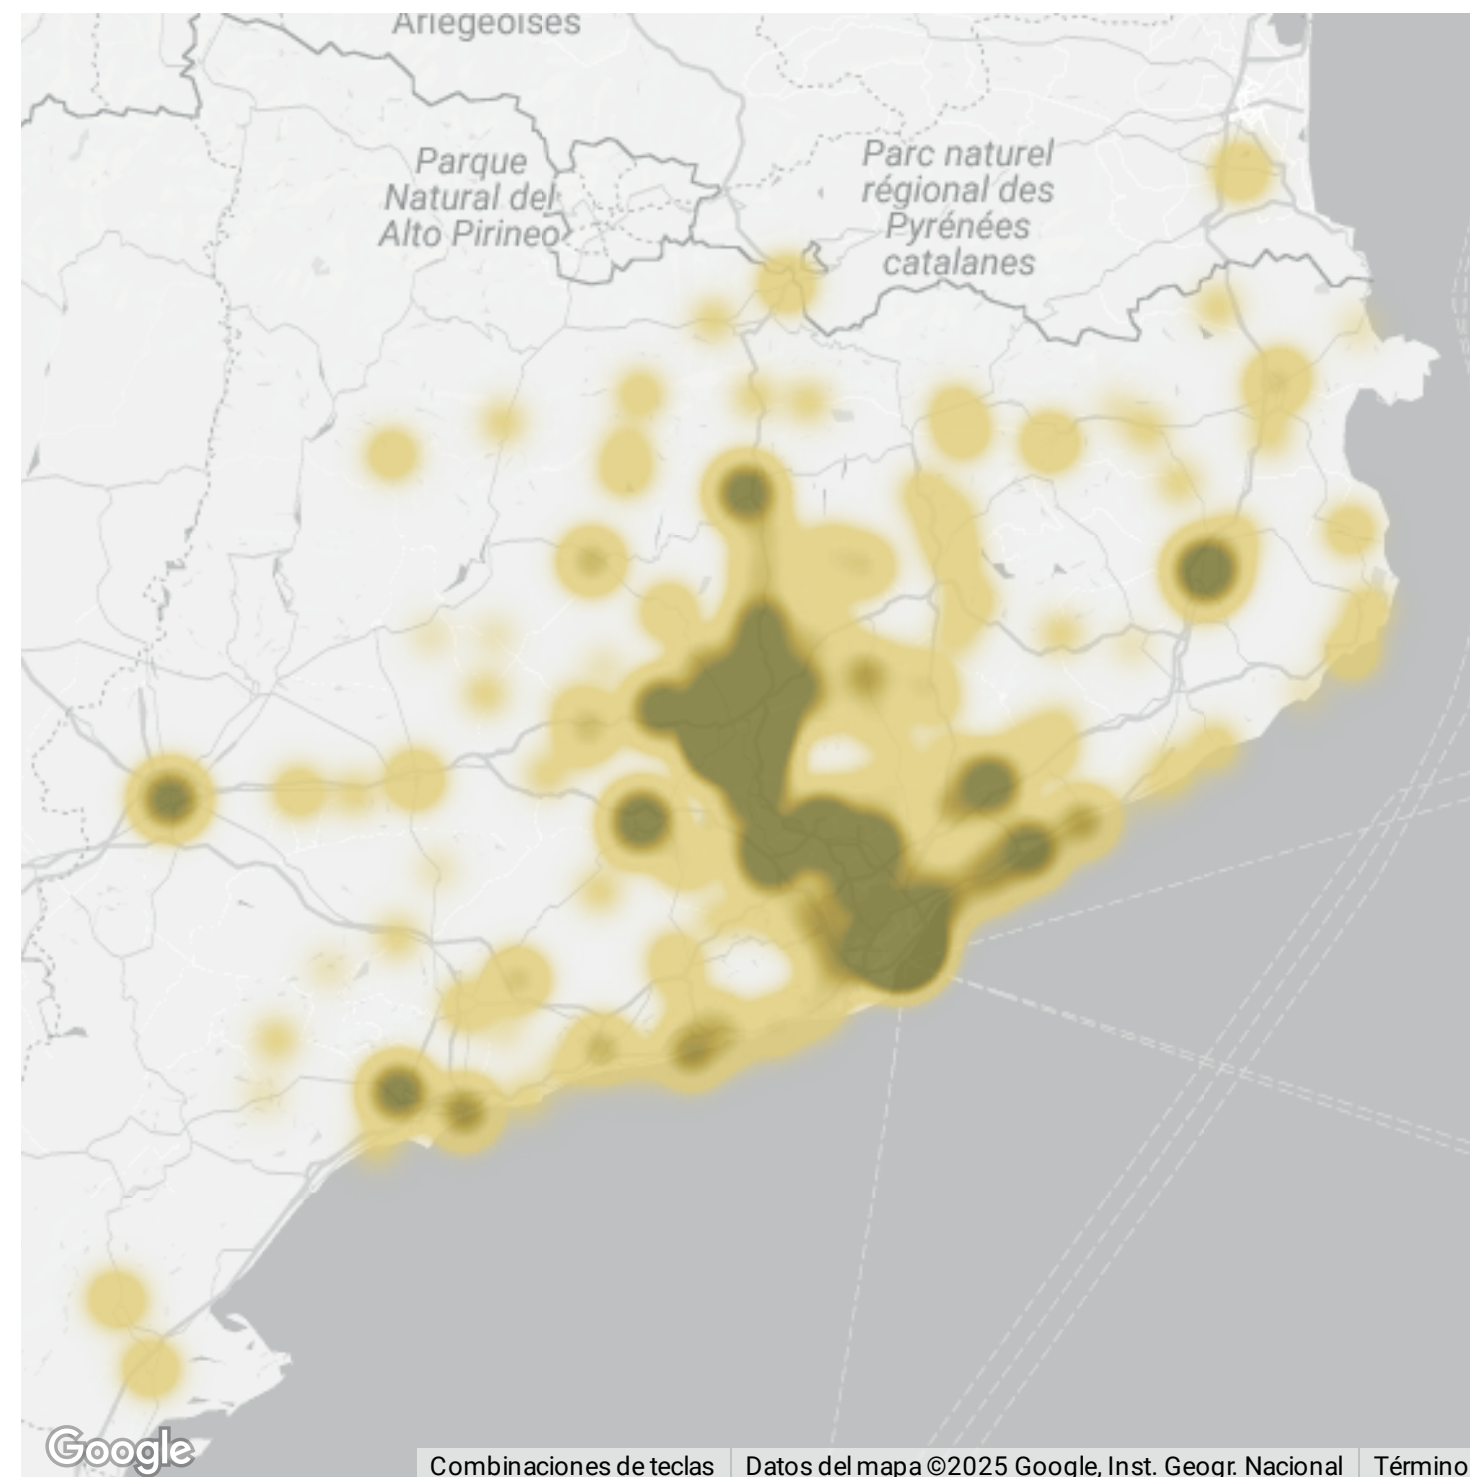 Ariégeoises
Parque
Natural del
Alto Pirineo
Parc naturel
régional des
Pyrénées
catalanes
Google
Combinaciones de teclas
Datos del mapa ©2025 Google, Inst. Geogr. Nacional
Término